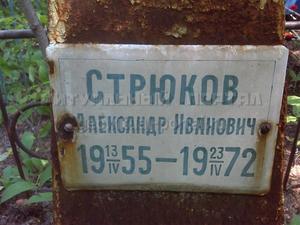 СТРЮКОВ
АЛЕКСАНДР ИВАНОВИЧ
19 13/IV 55 — 19 23/IV 72